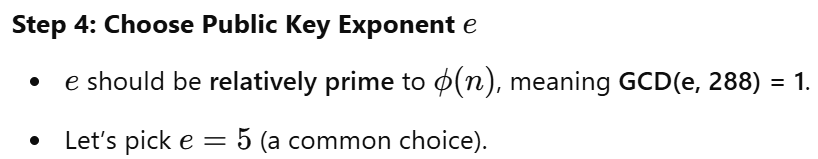 Step 4: Choose Public Key Exponent e
• e should be relatively prime to ϕ(n), meaning GCD(e, 288) = 1.
• Let’s pick e = 5 (a common choice).